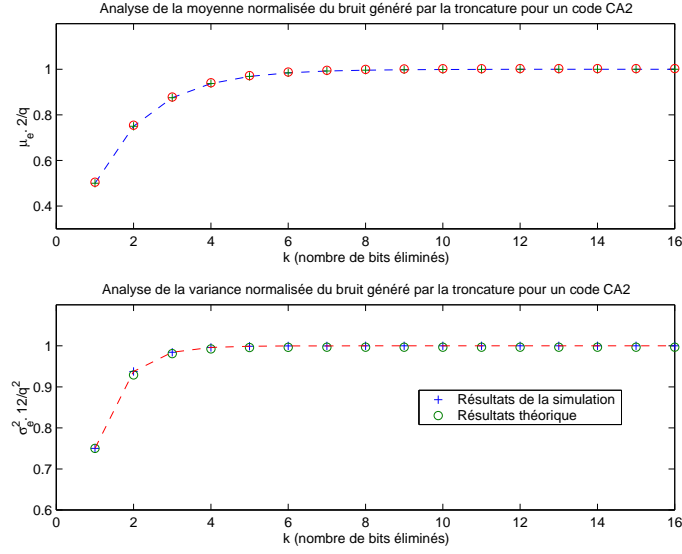 Analyse de la moyenne normalisée du bruit généré par la troncature pour un code CA2
μe. 2/q
1
0.8
0.6
0.4
0 2 4 6 8 10 12 14 16
k (nombre de bits éliminés)
Analyse de la variance normalisée du bruit généré par la troncature pour un code CA2
σe². 12/q²
1
0.9
0.8
0.7
0.6
Résultats de la simulation
Résultats théorique
0 2 4 6 8 10 12 14 16
k (nombre de bits éliminés)